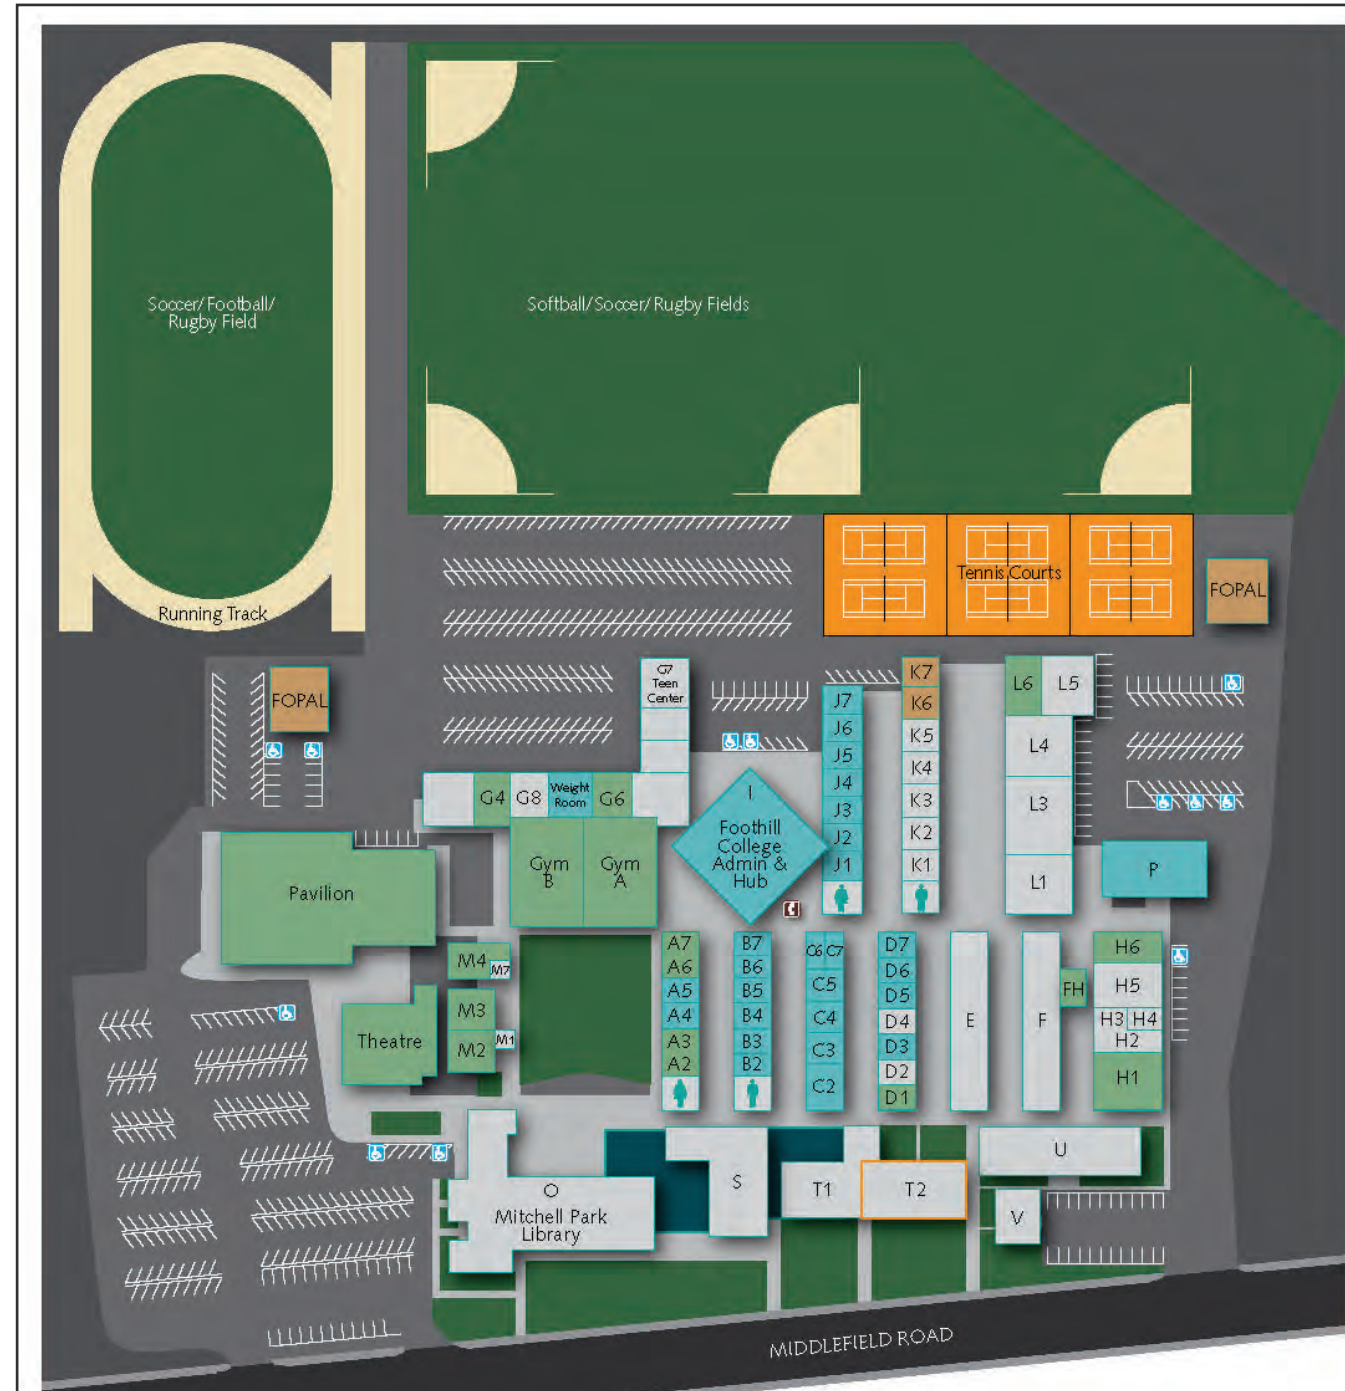 Soccer/Football/
Rugby Field
Softball/Soccer/Rugby Fields
Tennis Courts
FOPAL
Running Track
FOPAL
G7
Teen
Center
G4
G8
Weight
Room
G6
Gym
B
Gym
A
I
Foothill
College
Admin &
Hub
J7
J6
J5
J4
J3
J2
J1
K7
K6
K5
K4
K3
K2
K1
L6
L5
L4
L3
L1
P
Pavilion
Theatre
M4
M7
M3
M2
M1
A7
A6
A5
A4
A3
A2
B7
B6
B5
B4
B3
B2
C6
C7
C5
C4
C3
C2
D7
D6
D5
D4
D3
D2
D1
E
F
FH
H6
H5
H3
H4
H2
H1
O
Mitchell Park
Library
S
T1
T2
U
V
MIDDLEFIELD ROAD